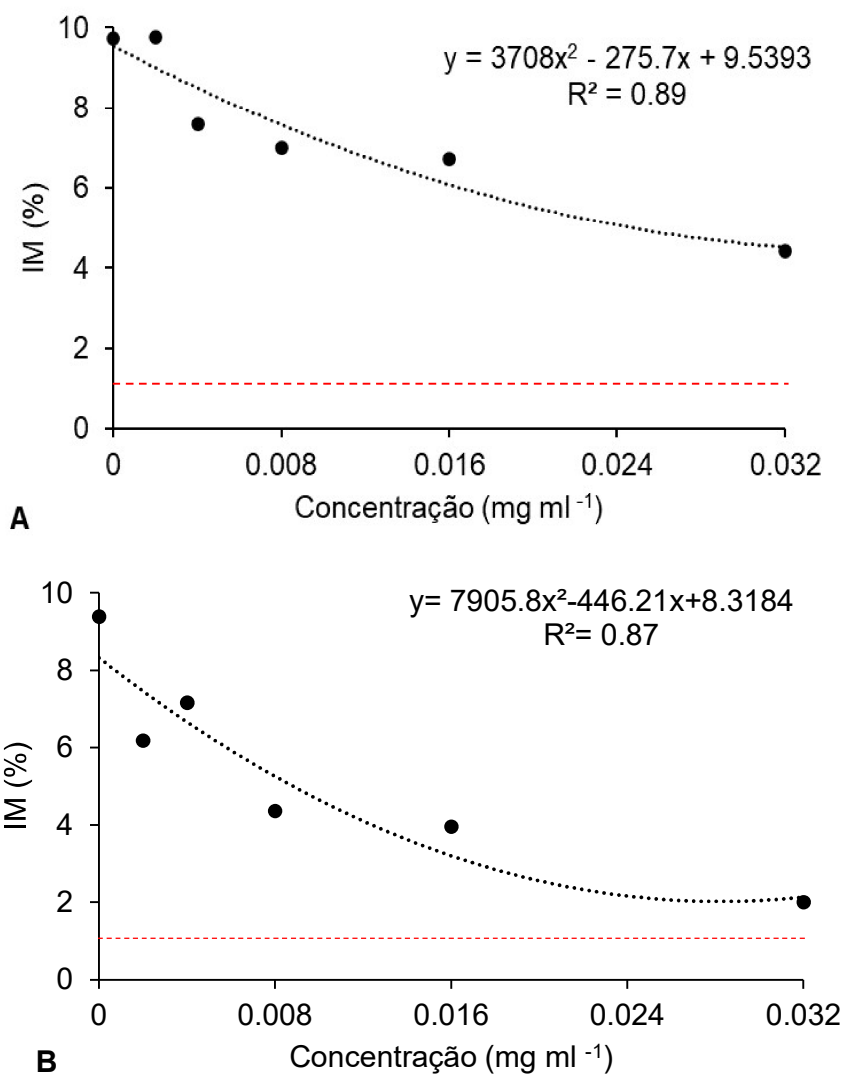 10
y = 3708x² - 275.7x + 9.5393
R² = 0.89
8
6
IM (%)
4
2
0
0 0.008 0.016 0.024 0.032
Concentração (mg ml -1)
A
10
y= 7905.8x²-446.21x+8.3184
R²= 0.87
8
6
IM (%)
4
2
0
0 0.008 0.016 0.024 0.032
Concentração (mg ml -1)
B